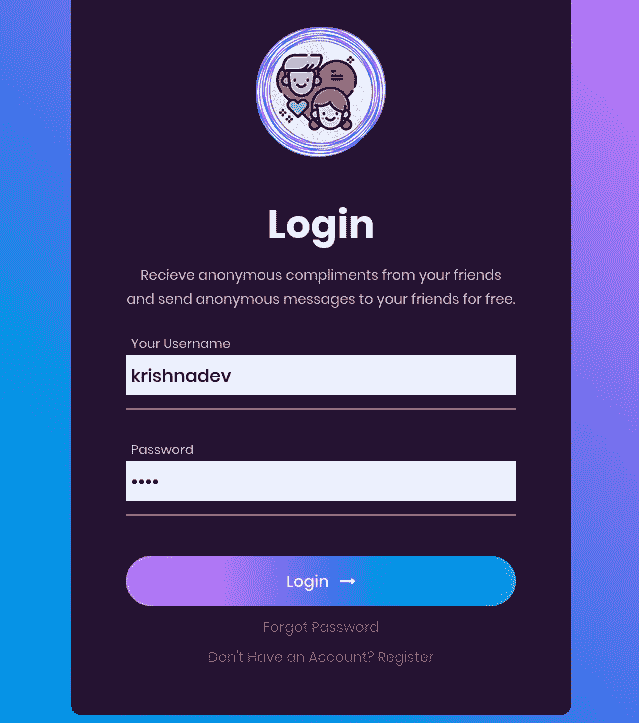 Login
Recieve anonymous compliments from your friends
and send anonymous messages to your friends for free.
Your Username
krishnadev
Password
••••
Login →
Forgot Password
Don't Have an Account? Register